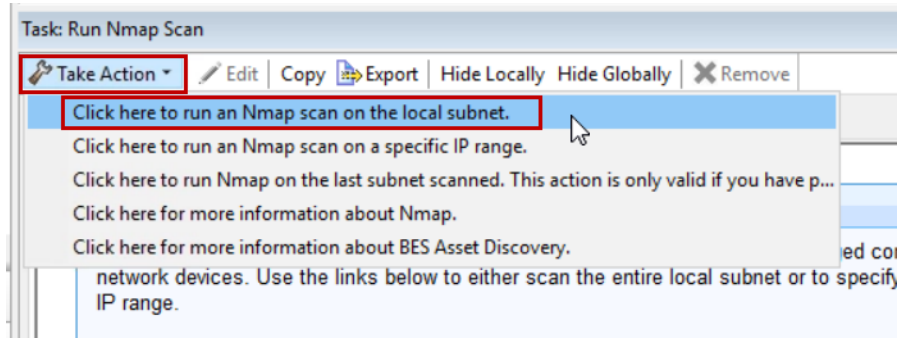 Task: Run Nmap Scan
Take Action Edit Copy Export Hide Locally Hide Globally Remove
Click here to run an Nmap scan on the local subnet.
Click here to run an Nmap scan on a specific IP range.
Click here to run Nmap on the last subnet scanned. This action is only valid if you have p...
Click here for more information about Nmap.
Click here for more information about BES Asset Discovery.
network devices. Use the links below to either scan the entire local subnet or to specify
IP range.